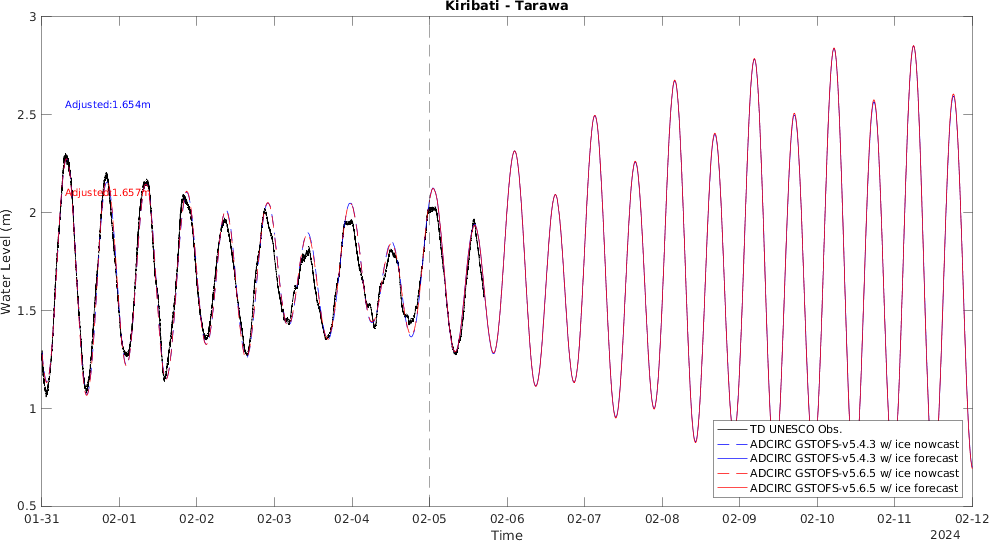 Kiribati - Tarawa
3
2.5
2
1.5
1
0.5
Water Level (m)
Adjusted:1.654m
Adjusted:1.657m
TD UNESCO Obs.
ADCIRC GSTOFS-v5.4.3 w/ ice nowcast
ADCIRC GSTOFS-v5.4.3 w/ ice forecast
ADCIRC GSTOFS-v5.6.5 w/ ice nowcast
ADCIRC GSTOFS-v5.6.5 w/ ice forecast
01-31 02-01 02-02 02-03 02-04 02-05 02-06 02-07 02-08 02-09 02-10 02-11 02-12
Time
2024